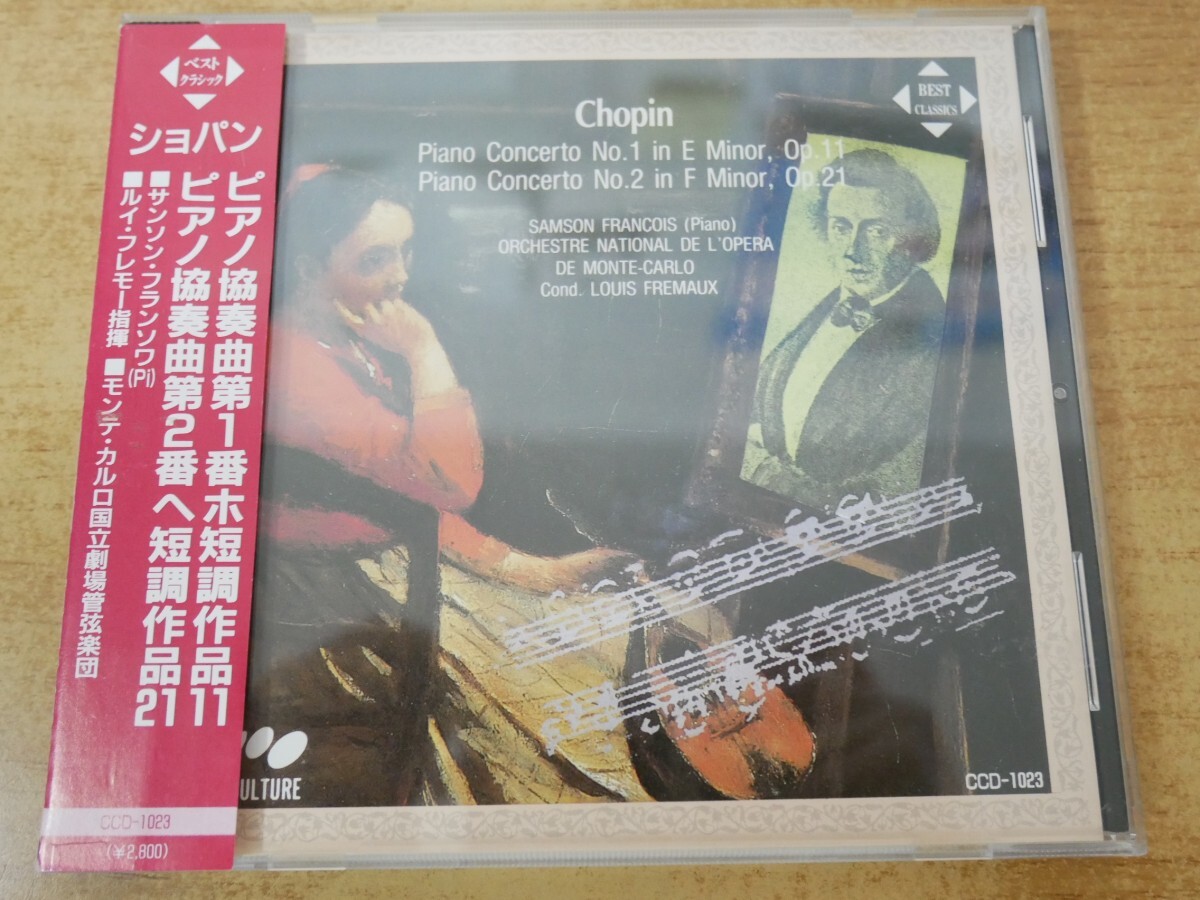 ベスト
クラシック
ショパン
ピアノ協奏曲第1番ホ短調作品11
ピアノ協奏曲第2番ヘ短調作品21
■サンソン・フランソワ(Pi)
■ルイ・フレモー指揮 ■モンテ・カルロ国立劇場管弦楽団
CCD-1023
(¥2,800)
BEST
CLASSICS
Chopin
Piano Concerto No.1 in E Minor, Op.11
Piano Concerto No.2 in F Minor, Op.21
SAMSON FRANCOIS (Piano)
ORCHESTRE NATIONAL DE L'OPERA
DE MONTE-CARLO
Cond. LOUIS FREMAUX
ULTURE
CCD-1023